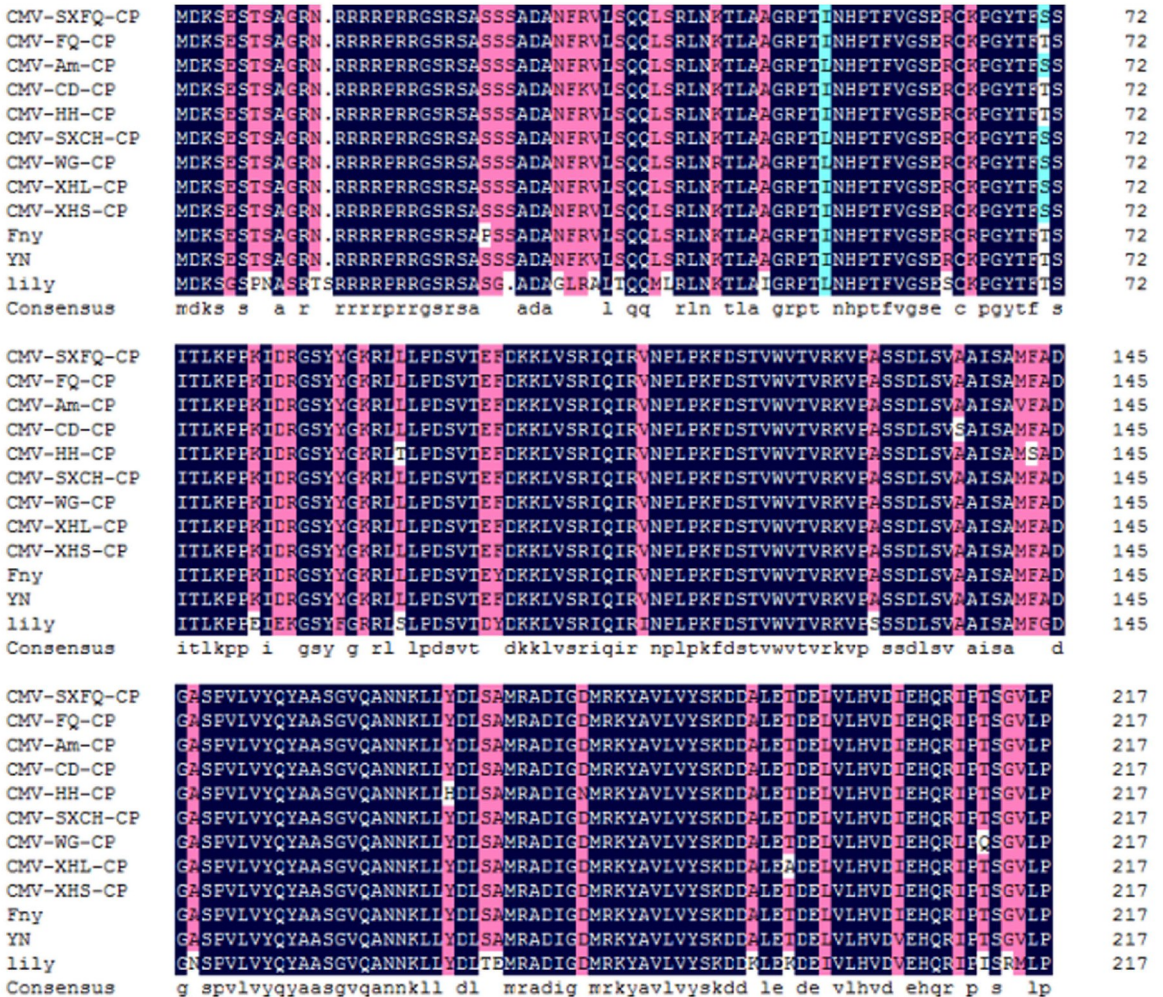 CMV-SXFQ-CP MDKSESTSAGRN.RRRRPRRGSRSASSSADANFRVLSQQLSRLNKTLAAGRPTINHPTFVGSERCKPGYTFSS 72
CMV-FQ-CP MDKSESTSAGRN.RRRRPRRGSRSASSSADANFRVLSQQLSRLNKTLAAGRPTINHPTFVGSERCKPGYTFTS 72
CMV-Am-CP MDKSESTSAGRN.RRRRPRRGSRSASSSADANFRVLSQQLSRLNKTLAAGRPTINHPTFVGSERCKPGYTFSS 72
CMV-CD-CP MDKSESTSAGRN.RRRRPRRGSRSASSSADANFKVLSQQLSRLNKTLAAGRPTLNHPTFVGSERCKPGYTFTS 72
CMV-HH-CP MDKSESTSAGRN.RRRRPRRGSRSASSSADANFRVLSQQLSRLNKTLAAGRPTLNHPTFVGSERCKPGYTFTS 72
CMV-SXCH-CP MDKSESTSAGRN.RRRRPRRGSRSASSSADANFRVLSQQLSRLNKTLAAGRPTLNHPTFVGSERCKPGYTFSS 72
CMV-WG-CP MDKSESTSAGRN.RRRRPRRGSRSASSSADANFRVLSQQLSRLNKTLAAGRPTLNHPTFVGSERCKPGYTFSS 72
CMV-XHL-CP MDKSESTSAGRN.RRRRPRRGSRSASSSADANFRVLSQQLSRLNKTLAAGRPTLNHPTFVGSERCKPGYTFSS 72
CMV-XHS-CP MDKSESTSAGRN.RRRRPRRGSRSASSSADANFRVLSQQLSRLNKTLAAGRPTLNHPTFVGSERCKPGYTFSS 72
Fny MDKSESTSAGRN.RRRRPRRGSRSAPSSADANFRVLSQQLSRLNKTLAAGRPTINHPTFVGSERCRPGYTFTS 72
YN MDKSESTSAGRN.RRRRPRRGSRSASSSADANFKVLSQQLSRLNKTLAAGRPTINHPTFVGSERCKPGYTFTS 72
lily MDKSGSPNASRTSRRRRPRRGSRSASG.ADAGLRALTQQMLRLNKTLAIGRPTINHPTFVGSESCKPGYTFTS 72
Consensus mdks s  a r  rrrrprrgsrsa   ada    l qq  rln tla grpt nhptfvgse c pgytf s
CMV-SXFQ-CP ITLKPPKIDRGSYYGKRLLLPDSVTEFDKKLVSRIQIRVNPLPKFDSTVWVTVRKVPASSDLSVAAISAMFAD 145
CMV-FQ-CP ITLKPPKIDRGSYYGKRLLLPDSVTEFDKKLVSRIQIRVNPLPKFDSTVWVTVRKVPASSDLSVAAISAMFAD 145
CMV-Am-CP ITLKPPKIDRGSYYGKRLLLPDSVTEFDKKLVSRIQIRVNPLPKFDSTVWVTVRKVPASSDLSVAAISAVFAD 145
CMV-CD-CP ITLKPPKIDRGSYYGKRLLLPDSVTEFDKKLVSRIQIRVNPLPKFDSTVWVTVRKVPASSDLSVSAISAMFAD 145
CMV-HH-CP ITLKPPKIDRGSYYGKRLTLPDSVTEFDKKLVSRIQIRVNPLPKFDSTVWVTVRKVPASSDLSVAAISAMSAD 145
CMV-SXCH-CP ITLKPPKIDRGSYYGKRLLLPDSVTEFDKKLVSRIQIRVNPLPKFDSTVWVTVRKVPASSDLSVAAISAMFAD 145
CMV-WG-CP ITLKPPKIDRGSYYGKRLLLPDSVTEFDKKLVSRIQIRVNPLPKFDSTVWVTVRKVPASSDLSVAAISAMFAD 145
CMV-XHL-CP ITLKPPKIDRGSYYGKRLLLPDSVTEFDKKLVSRIQIRVNPLPKFDSTVWVTVRKVPASSDLSVAAISAMFAD 145
CMV-XHS-CP ITLKPPKIDRGSYYGKRLLLPDSVTEFDKKLVSRIQIRVNPLPKFDSTVWVTVRKVPASSDLSVAAISAMFAD 145
Fny ITLKPPKIDRGSYYGKRLLLPDSVTEYDKKLVSRIQIRVNPLPKFDSTVWVTVRKVPASSDLSVAAISAMFAD 145
YN ITLKPPKIDRGSYYGKRLLLPDSVTEFDKKLVSRIQIRVNPLPKFDSTVWVTVRKVPASSDLSVAAISAMFAD 145
lily ITLKPPEIEKGSYFGRRLSLPDSVTDYDKKLVSRIQIRINPLPKFDSTVWVTVRKVPSSSDLSVAAISAMFGD 145
Consensus itlkpp i  gsy g rl lpdsvt  dkklvsriqir nplpkfdstvwvtvrkvp ssdlsv aisa   d
CMV-SXFQ-CP GASPVLVYQYAASGVQANNKLLYDLSAMRADIGDMRKYAVLVYSKDDALETDELVLHVDIEHQRIPTSGVLP 217
CMV-FQ-CP GASPVLVYQYAASGVQANNKLLYDLSAMRADIGDMRKYAVLVYSKDDALETDELVLHVDIEHQRIPTSGVLP 217
CMV-Am-CP GASPVLVYQYAASGVQANNKLLYDLSAMRADIGDMRKYAVLVYSKDDALETDELVLHVDIEHQRIPTSGVLP 217
CMV-CD-CP GASPVLVYQYAASGVQANNKLLYDLSAMRADIGDMRKYAVLVYSKDDALETDELVLHVDIEHQRIPTSGVLP 217
CMV-HH-CP GASPVLVYQYAASGVQANNKLLHDLSAMRADIGNMRKYAVLVYSKDDALETDELVLHVDIEHQRIPTSGVLP 217
CMV-SXCH-CP GASPVLVYQYAASGVQANNKLLYDLSAMRADIGDMRKYAVLVYSKDDALETDELVLHVDIEHQRIPTSGVLP 217
CMV-WG-CP GASPVLVYQYAASGVQANNKLLYDLSAMRADIGDMRKYAVLVYSKDDALETDELVLHVDIEHQRLPQSGVLP 217
CMV-XHL-CP GASPVLVYQYAASGVQANNKLLYDLSAMRADIGDMRKYAVLVYSKDDALEADELVLHVDIEHQRIPTSGVLP 217
CMV-XHS-CP GASPVLVYQYAASGVQANNKLLYDLSAMRADIGDMRKYAVLVYSKDDALETDELVLHVDIEHQRIPTSGVLP 217
Fny GASPVLVYQYAASGVQANNKLLYDLSAMRADIGDMRKYAVLVYSKDDALETDELVLHVDIEHQRIPTSGVLP 217
YN GASPVLVYQYAASGVQANNKLLYDLSAMRADIGDMRKYAVLVYSKDDALETDELVLHVDVEHQRIPTSGVLP 217
lily GNSPVLVYQYAASGVQANNKLLYDLTEMRADIGDMRKYAVLVYSKDDKLEKDEIVLHVDVEHQRIPISRMLP 217
Consensus g spvlvyqyaasgvqannkll dl  mradig mrkyavlvyskdd le de vlhvd ehqr p s  lp